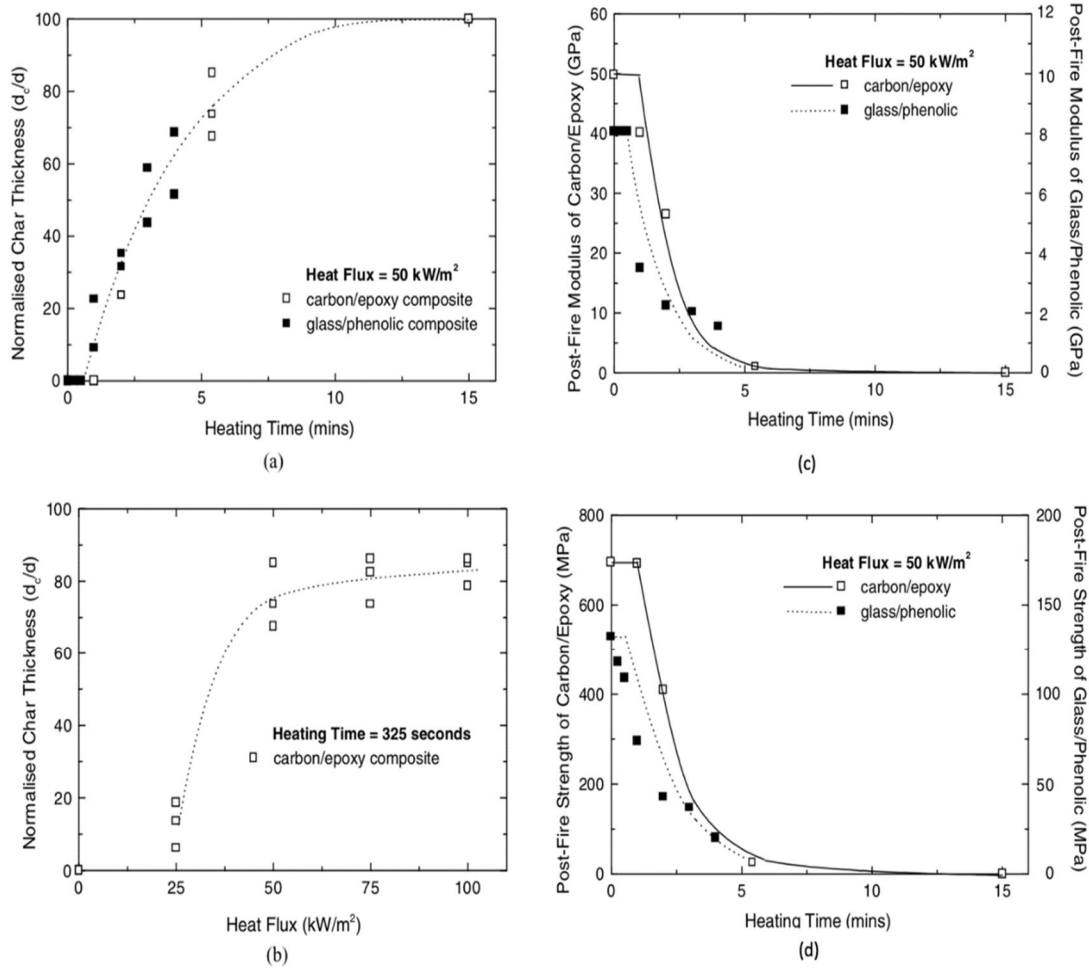 100
80
60
40
20
0
0
5
10
15
Normalised Char Thickness (d_c/d)
Heat Flux = 50 kW/m²
carbon/epoxy composite
glass/phenolic composite
Heating Time (mins)
(a)
60
50
40
30
20
10
0
12
10
8
6
4
2
0
0
5
10
15
Post-Fire Modulus of Carbon/Epoxy (GPa)
Post-Fire Modulus of Glass/Phenolic (GPa)
Heat Flux = 50 kW/m²
carbon/epoxy
glass/phenolic
Heating Time (mins)
(c)
100
80
60
40
20
0
0
25
50
75
100
Normalised Char Thickness (d_c/d)
Heating Time = 325 seconds
carbon/epoxy composite
Heat Flux (kW/m²)
(b)
800
600
400
200
0
200
150
100
50
0
0
5
10
15
Post-Fire Strength of Carbon/Epoxy (MPa)
Post-Fire Strength of Glass/Phenolic (MPa)
Heat Flux = 50 kW/m²
carbon/epoxy
glass/phenolic
Heating Time (mins)
(d)